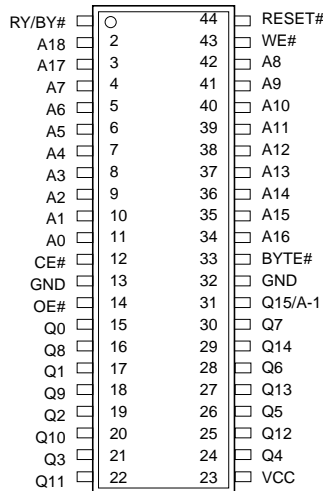 RY/BY# 44 RESET#
A18 2 43 WE#
A17 3 42 A8
A7 4 41 A9
A6 5 40 A10
A5 6 39 A11
A4 7 38 A12
A3 8 37 A13
A2 9 36 A14
A1 10 35 A15
A0 11 34 A16
CE# 12 33 BYTE#
GND 13 32 GND
OE# 14 31 Q15/A-1
Q0 15 30 Q7
Q8 16 29 Q14
Q1 17 28 Q6
Q9 18 27 Q13
Q2 19 26 Q5
Q10 20 25 Q12
Q3 21 24 Q4
Q11 22 23 VCC